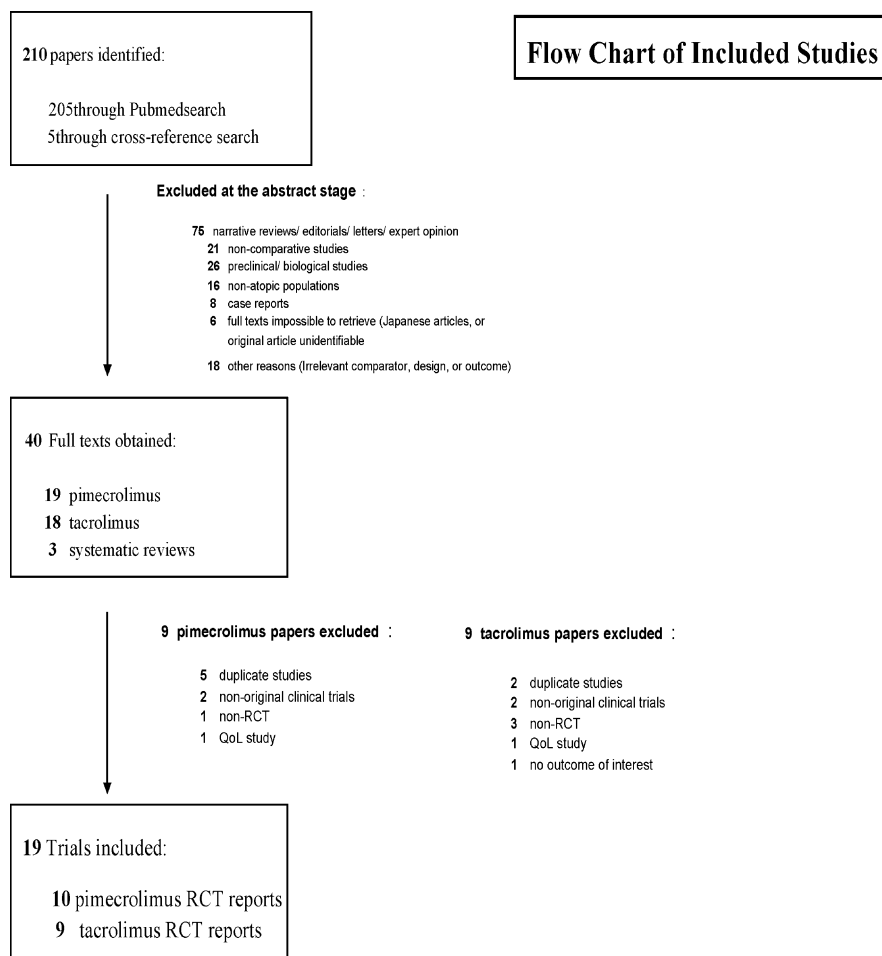 Flow Chart of Included Studies
210 papers identified:
205through Pubmedsearch
5through cross-reference search
Excluded at the abstract stage :
75 narrative reviews/ editorials/ letters/ expert opinion
21 non-comparative studies
26 preclinical/ biological studies
16 non-atopic populations
8 case reports
6 full texts impossible to retrieve (Japanese articles, or
original article unidentifiable
18 other reasons (Irrelevant comparator, design, or outcome)
40 Full texts obtained:
19 pimecrolimus
18 tacrolimus
3 systematic reviews
9 pimecrolimus papers excluded :
5 duplicate studies
2 non-original clinical trials
1 non-RCT
1 QoL study
9 tacrolimus papers excluded :
2 duplicate studies
2 non-original clinical trials
3 non-RCT
1 QoL study
1 no outcome of interest
19 Trials included:
10 pimecrolimus RCT reports
9 tacrolimus RCT reports